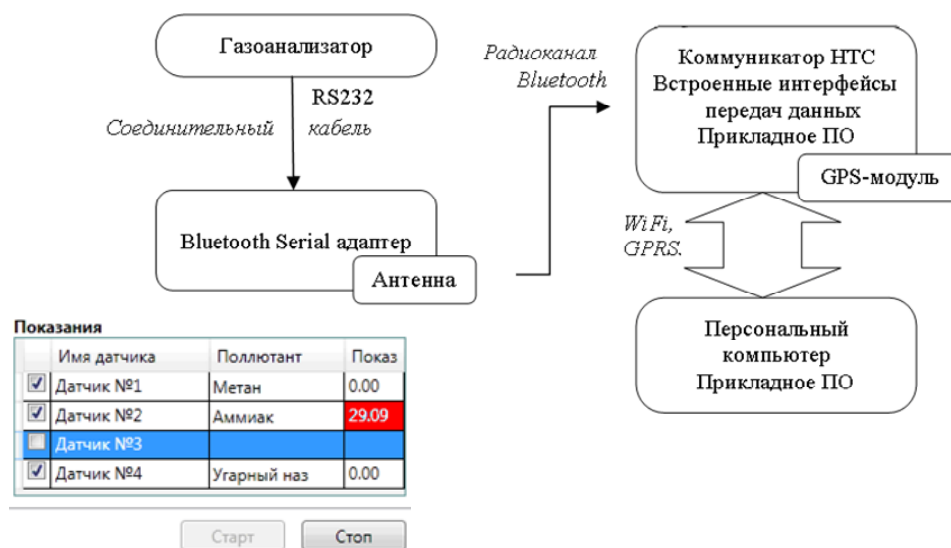 Газоанализатор
RS232
Соединительный кабель
Bluetooth Serial адаптер
Антенна
Радиоканал
Bluetooth
Коммуникатор HTC
Встроенные интерфейсы
передач данных
Прикладное ПО
GPS-модуль
WiFi,
GPRS.
Персональный
компьютер
Прикладное ПО
Показания
Имя датчика Поллютант Показ
Датчик №1 Метан 0.00
Датчик №2 Аммиак 29.09
Датчик №3
Датчик №4 Угарный наз 0.00
Старт Стоп